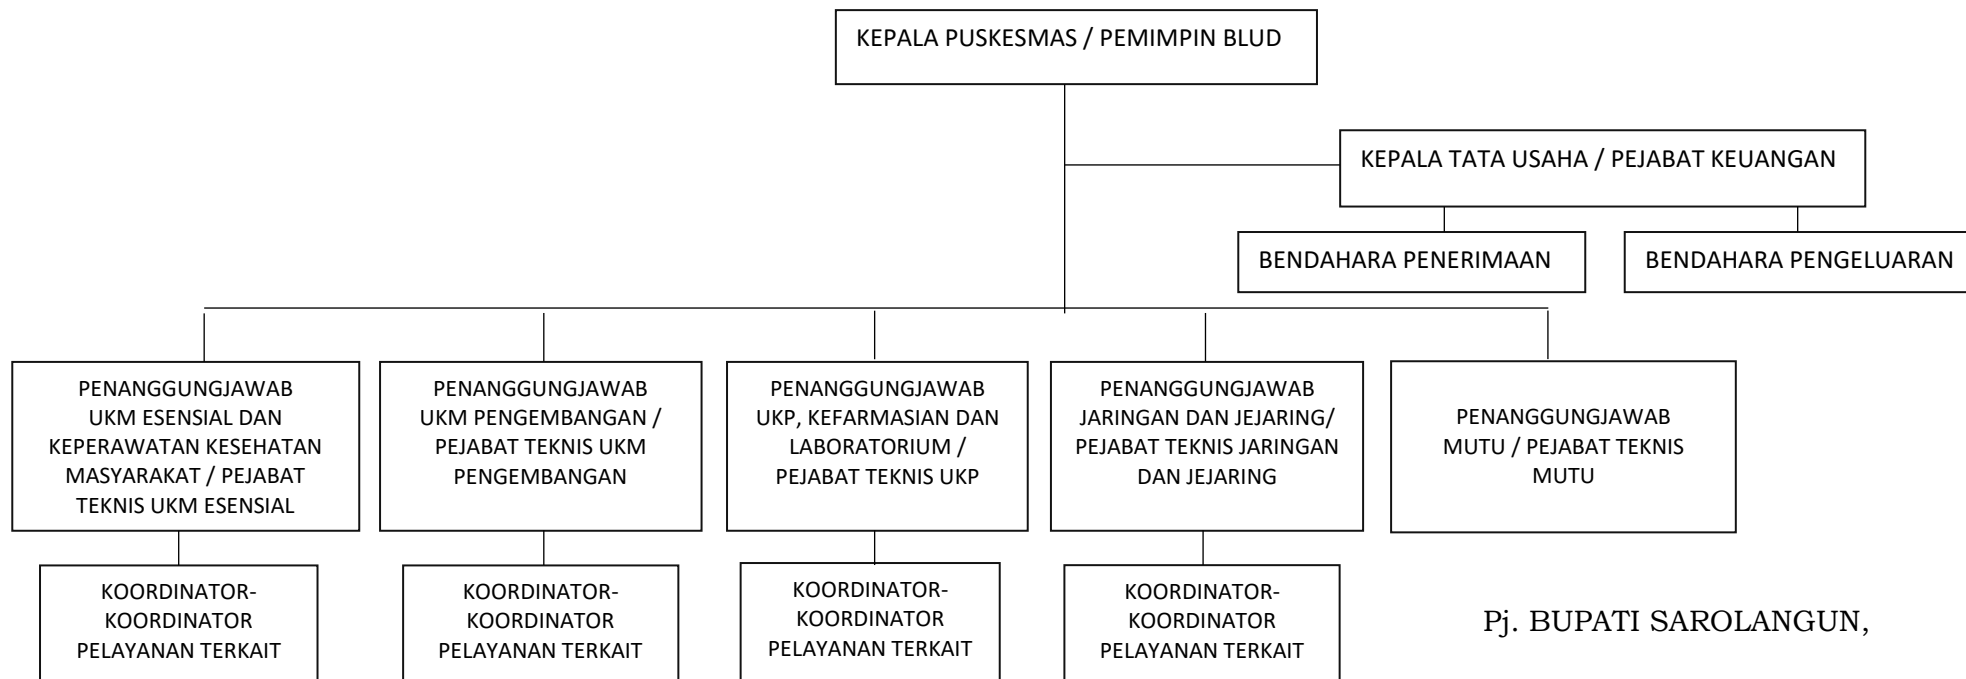 KEPALA PUSKESMAS / PEMIMPIN BLUD
KEPALA TATA USAHA / PEJABAT KEUANGAN
BENDAHARA PENERIMAAN
BENDAHARA PENGELUARAN
PENANGGUNGJAWAB
UKM ESENSIAL DAN
KEPERAWATAN KESEHATAN
MASYARAKAT / PEJABAT
TEKNIS UKM ESENSIAL
PENANGGUNGJAWAB
UKM PENGEMBANGAN /
PEJABAT TEKNIS UKM
PENGEMBANGAN
PENANGGUNGJAWAB
UKP, KEFARMASIAN DAN
LABORATORIUM /
PEJABAT TEKNIS UKP
PENANGGUNGJAWAB
JARINGAN DAN JEJARING/
PEJABAT TEKNIS JARINGAN
DAN JEJARING
PENANGGUNGJAWAB
MUTU / PEJABAT TEKNIS
MUTU
KOORDINATOR-
KOORDINATOR
PELAYANAN TERKAIT
KOORDINATOR-
KOORDINATOR
PELAYANAN TERKAIT
KOORDINATOR-
KOORDINATOR
PELAYANAN TERKAIT
KOORDINATOR-
KOORDINATOR
PELAYANAN TERKAIT
Pj. BUPATI SAROLANGUN,